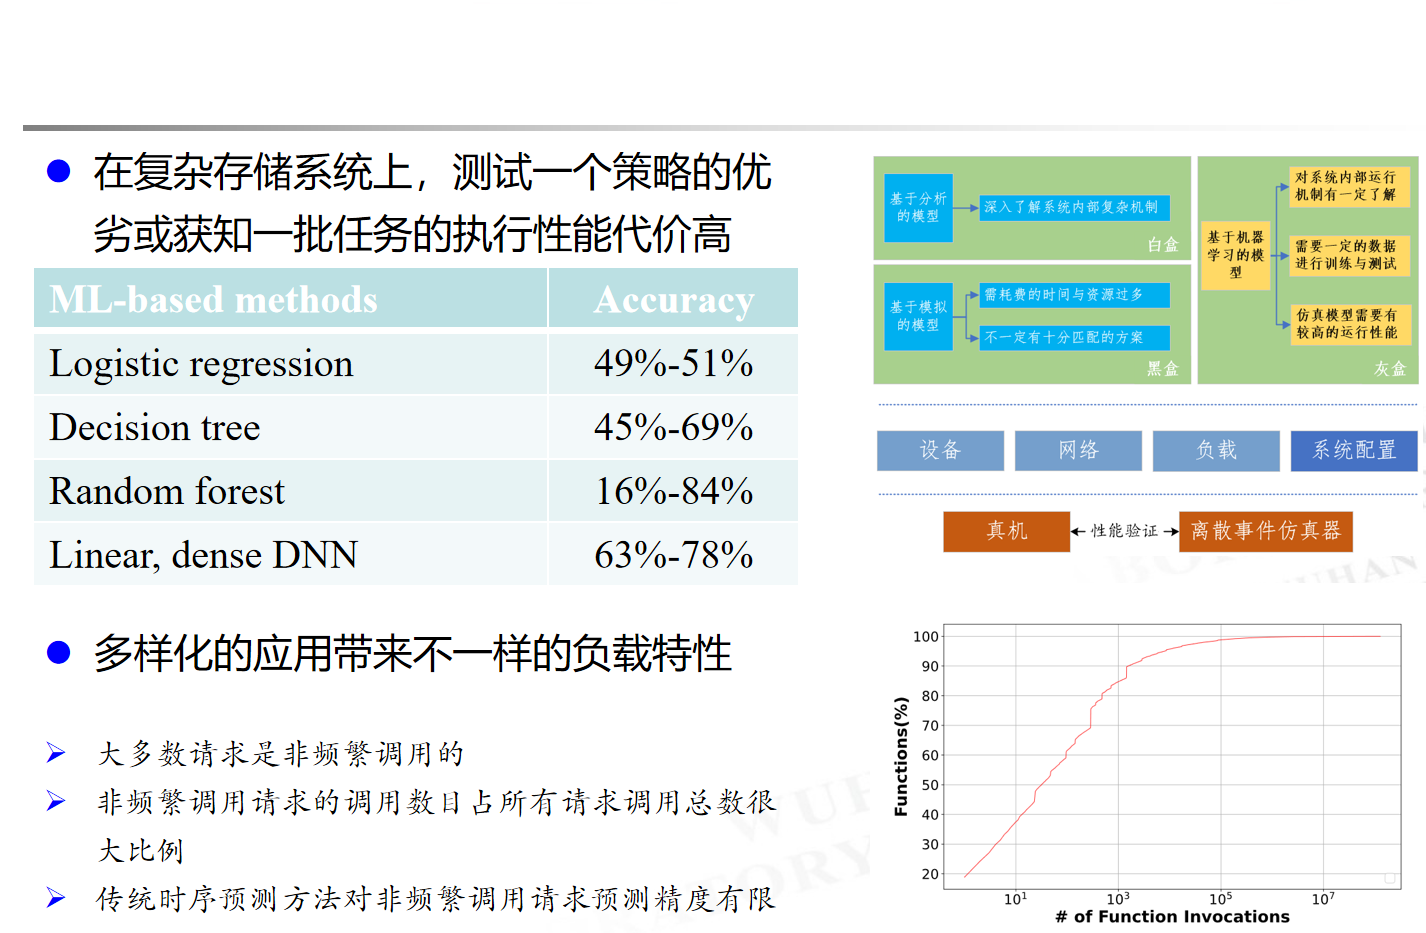 在复杂存储系统上，测试一个策略的优
劣或获知一批任务的执行性能代价高
ML-based methods Accuracy
Logistic regression 49%-51%
Decision tree 45%-69%
Random forest 16%-84%
Linear, dense DNN 63%-78%
多样化的应用带来不一样的负载特性
大多数请求是非频繁调用的
非频繁调用请求的调用数目占所有请求调用总数很
大比例
传统时序预测方法对非频繁调用请求预测精度有限
基于分析
的模型
深入了解系统内部复杂机制
白盒
基于模拟
的模型
需耗费的时间与资源过多
不一定有十分匹配的方案
黑盒
基于机器
学习的模
型
对系统内部运行
机制有一定了解
需要一定的数据
进行训练与测试
仿真模型需要有
较高的运行性能
灰盒
设备 网络 负载 系统配置
真机 性能验证 离散事件仿真器
WUHAN
Functions(%)
100
90
80
70
60
50
40
30
20
10^1 10^3 10^5 10^7
# of Function Invocations